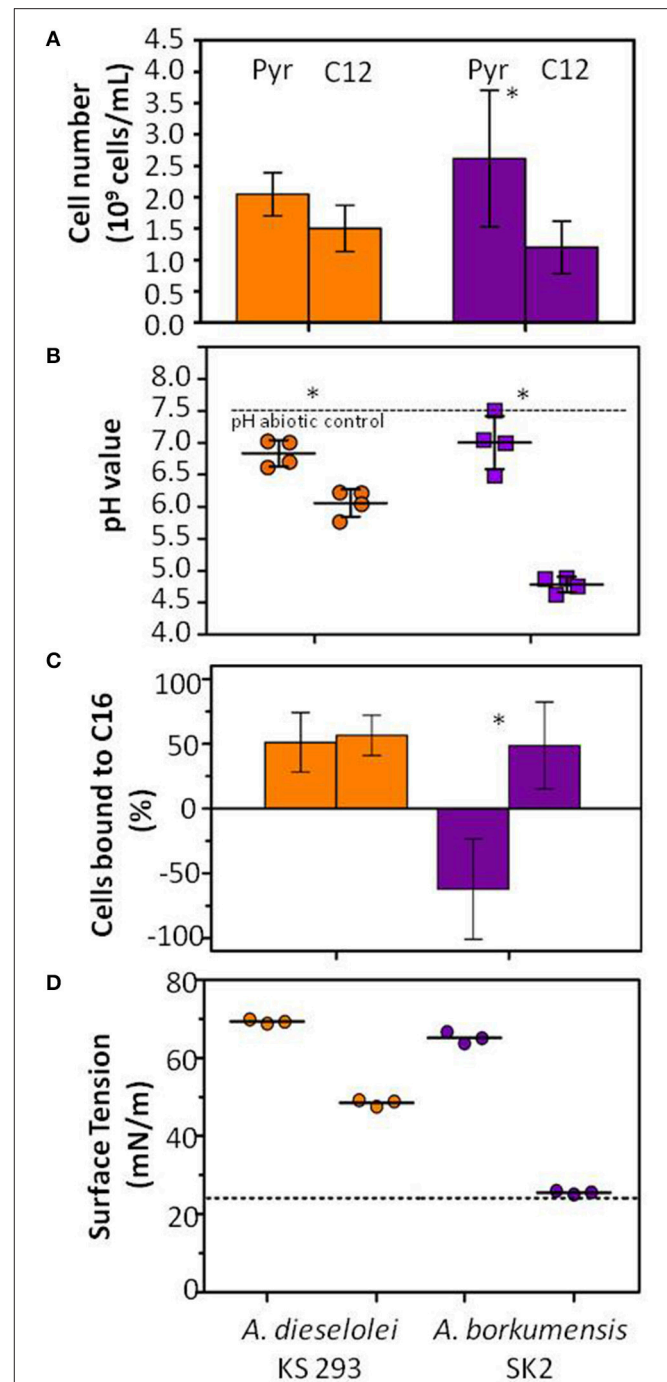 A
Cell number
(10⁹ cells/mL)
4.5
4.0
3.5
3.0
2.5
2.0
1.5
1.0
0.5
0.0
Pyr C12 Pyr C12
*
B
pH value
8.0
7.5
7.0
6.5
6.0
5.5
5.0
4.5
4.0
* *
pH abiotic control
C
Cells bound to C16
(%)
100
50
0
-50
-100
*
D
Surface Tension
(mN/m)
80
60
40
20
0
A. dieselolei A. borkumensis
KS 293 SK2